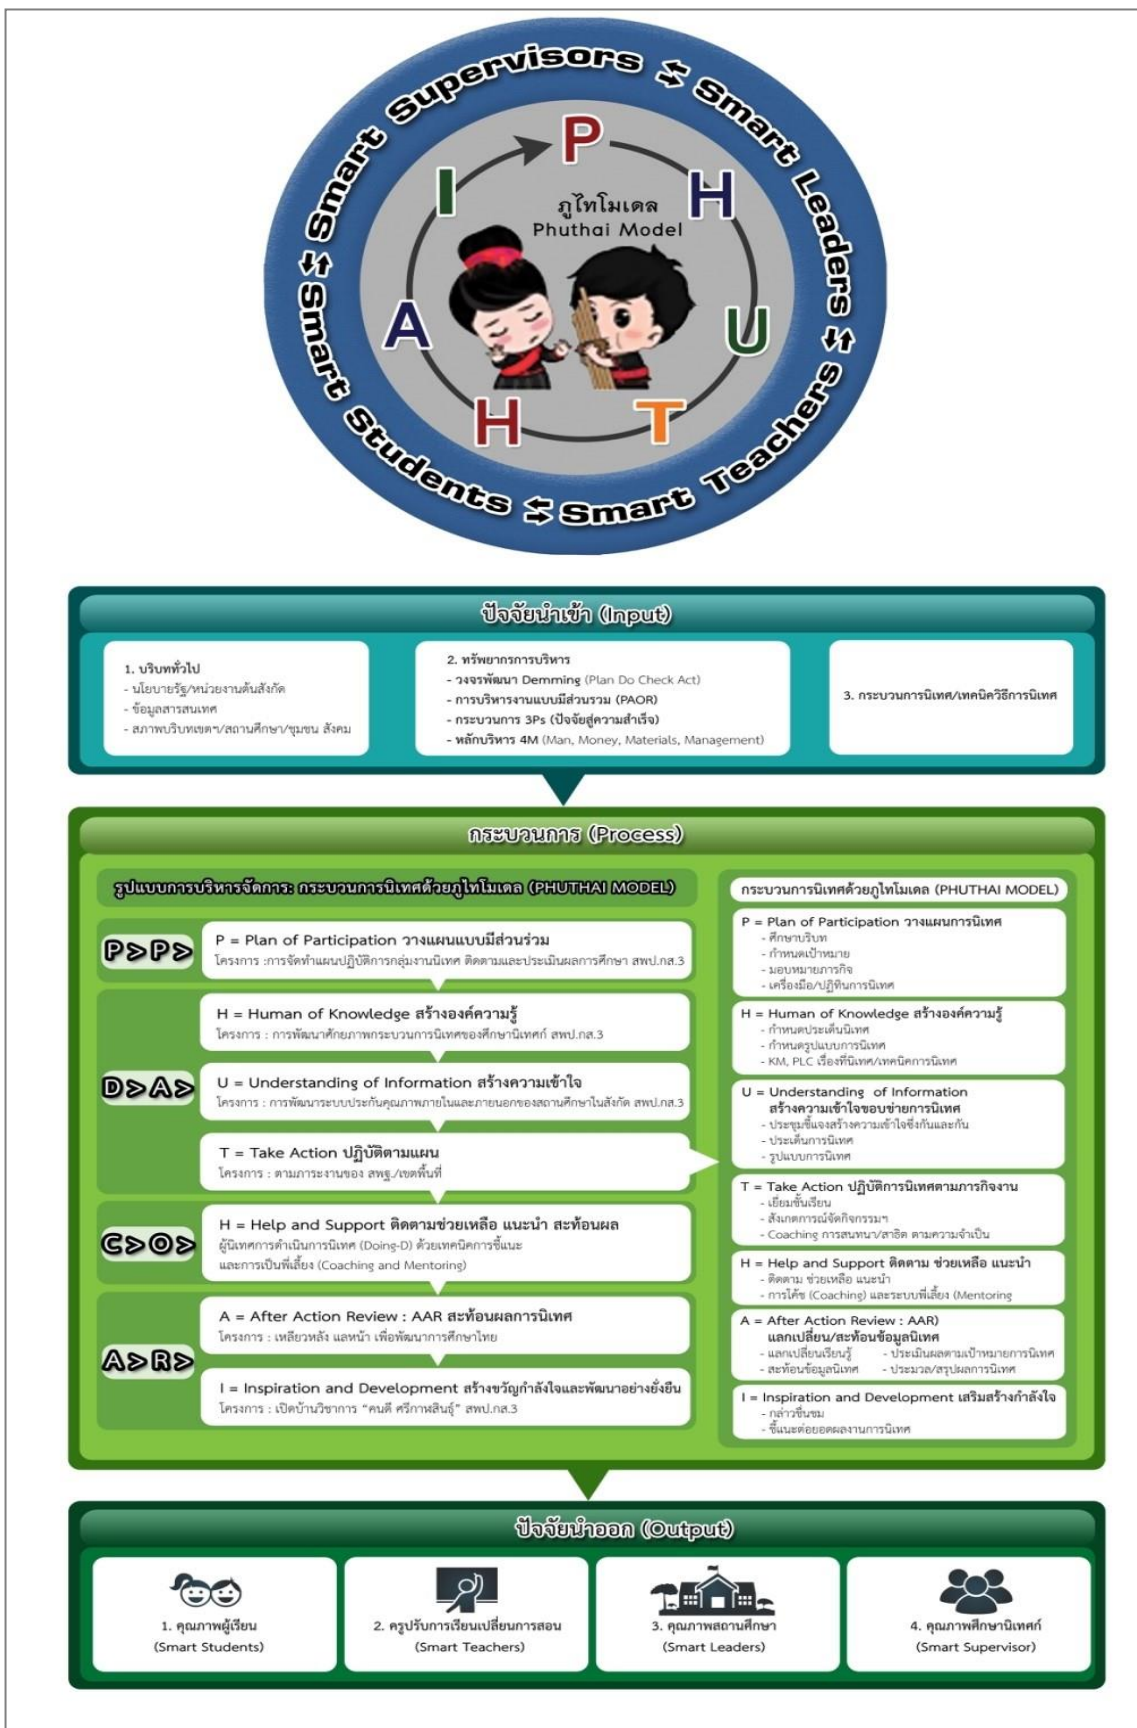 Smart Supervisors
Smart Leaders
Smart Teachers
Smart Students
P
H
U
T
H
A
I
ภูไทโมเดล
Phuthai Model
ปัจจัยนำเข้า (Input)
1. บริบททั่วไป
- นโยบายรัฐ/หน่วยงานต้นสังกัด
- ข้อมูลสารสนเทศ
- สภาพบริบทเขตฯ/สถานศึกษา/ชุมชน สังคม
2. ทรัพยากรการบริหาร
- วงจรพัฒนา Demming (Plan Do Check Act)
- การบริหารงานแบบมีส่วนรวม (PAOR)
- กระบวนการ 3Ps (ปัจจัยสู่ความสำเร็จ)
- หลักบริหาร 4M (Man, Money, Materials, Management)
3. กระบวนการนิเทศ/เทคนิควิธีการนิเทศ
กระบวนการ (Process)
รูปแบบการบริหารจัดการ: กระบวนการนิเทศด้วยภูไทโมเดล (PHUTHAI MODEL)
P>P>
P = Plan of Participation วางแผนแบบมีส่วนร่วม
โครงการ :การจัดทำแผนปฏิบัติการกลุ่มงานนิเทศ ติดตามและประเมินผลการศึกษา สพป.กส.3
D>A>
H = Human of Knowledge สร้างองค์ความรู้
โครงการ : การพัฒนาศักยภาพกระบวนการนิเทศของศึกษานิเทศก์ สพป.กส.3
U = Understanding of Information สร้างความเข้าใจ
โครงการ : การพัฒนาระบบประกันคุณภาพภายในและภายนอกของสถานศึกษาในสังกัด สพป.กส.3
T = Take Action ปฏิบัติตามแผน
โครงการ : ตามภาระงานของ สพฐ./เขตพื้นที่
C>O>
H = Help and Support ติดตามช่วยเหลือ แนะนำ สะท้อนผล
ผู้นิเทศการดำเนินการนิเทศ (Doing-D) ด้วยเทคนิคการชี้แนะ
และการเป็นพี่เลี้ยง (Coaching and Mentoring)
A>R>
A = After Action Review : AAR สะท้อนผลการนิเทศ
โครงการ : เหลียวหลัง แลหน้า เพื่อพัฒนาการศึกษาไทย
I = Inspiration and Development สร้างขวัญกำลังใจและพัฒนาอย่างยั่งยืน
โครงการ : เปิดบ้านวิชาการ “คนดี ศรีกาฬสินธุ์” สพป.กส.3
กระบวนการนิเทศด้วยภูไทโมเดล (PHUTHAI MODEL)
P = Plan of Participation วางแผนการนิเทศ
- ศึกษาบริบท
- กำหนดเป้าหมาย
- มอบหมายภารกิจ
- เครื่องมือ/ปฏิทินการนิเทศ
H = Human of Knowledge สร้างองค์ความรู้
- กำหนดประเด็นนิเทศ
- กำหนดรูปแบบการนิเทศ
- KM, PLC เรื่องที่นิเทศ/เทคนิคการนิเทศ
U = Understanding of Information
สร้างความเข้าใจขอบข่ายการนิเทศ
- ประชุมชี้แจงสร้างความเข้าใจซึ่งกันและกัน
- ประเด็นการนิเทศ
- รูปแบบการนิเทศ
T = Take Action ปฏิบัติการนิเทศตามภารกิจงาน
- เยี่ยมชั้นเรียน
- สังเกตการณ์จัดกิจกรรมฯ
- Coaching การสนทนา/สาธิต ตามความจำเป็น
H = Help and Support ติดตาม ช่วยเหลือ แนะนำ
- ติดตาม ช่วยเหลือ แนะนำ
- การโค้ช (Coaching) และระบบพี่เลี้ยง (Mentoring
A = After Action Review : AAR)
แลกเปลี่ยน/สะท้อนข้อมูลนิเทศ
- แลกเปลี่ยนเรียนรู้ - ประเมินผลตามเป้าหมายการนิเทศ
- สะท้อนข้อมูลนิเทศ - ประมวล/สรุปผลการนิเทศ
I = Inspiration and Development เสริมสร้างกำลังใจ
- กล่าวชื่นชม
- ชี้แนะต่อยอดผลงานการนิเทศ
ปัจจัยนำออก (Output)
1. คุณภาพผู้เรียน
(Smart Students)
2. ครูปรับการเรียนเปลี่ยนการสอน
(Smart Teachers)
3. คุณภาพสถานศึกษา
(Smart Leaders)
4. คุณภาพศึกษานิเทศก์
(Smart Supervisor)